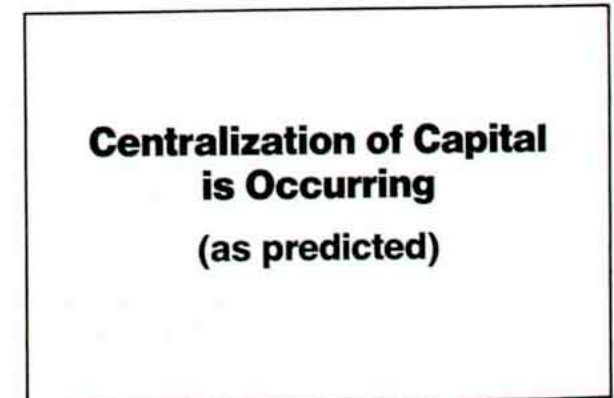 Centralization of Capital
is Occurring
(as predicted)